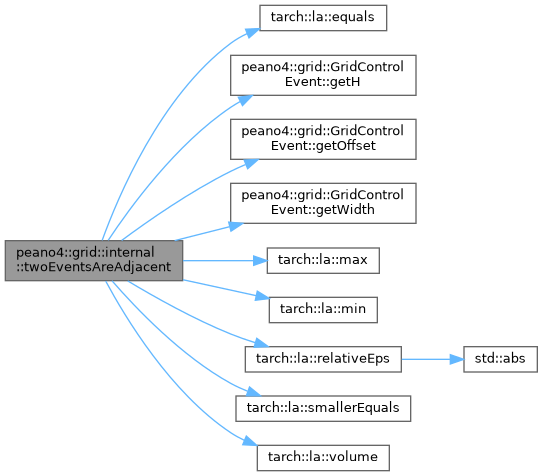 tarch::la::equals
peano4::grid::GridControl
Event::getH
peano4::grid::GridControl
Event::getOffset
peano4::grid::GridControl
Event::getWidth
peano4::grid::internal
::twoEventsAreAdjacent
tarch::la::max
tarch::la::min
tarch::la::relativeEps
std::abs
tarch::la::smallerEquals
tarch::la::volume